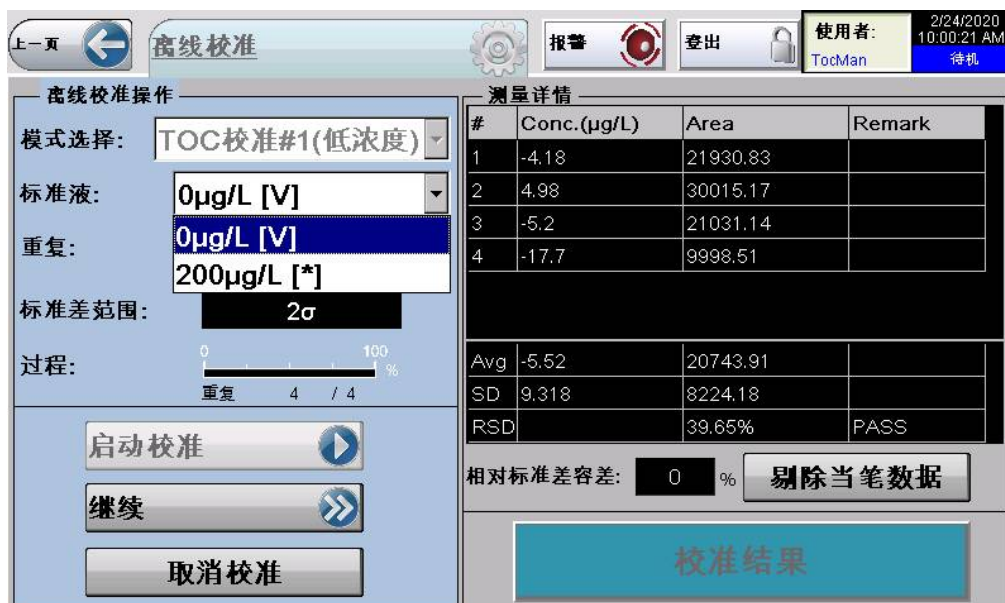 上一页
离线校准
报警
登出
使用者:
TocMan
2/24/2020
10:00:21 AM
待机
离线校准操作
模式选择: TOC校准#1(低浓度)
标准液: 0µg/L [V]
0µg/L [V]
200µg/L [*]
重复:
标准差范围: 2σ
过程: 0 100 %
重复 4 / 4
启动校准
继续
取消校准
测量详情
# Conc.(µg/L) Area Remark
1 -4.18 21930.83
2 4.98 30015.17
3 -5.2 21031.14
4 -17.7 9998.51
Avg -5.52 20743.91
SD 9.318 8224.18
RSD 39.65% PASS
相对标准差容差: 0 % 剔除当笔数据
校准结果